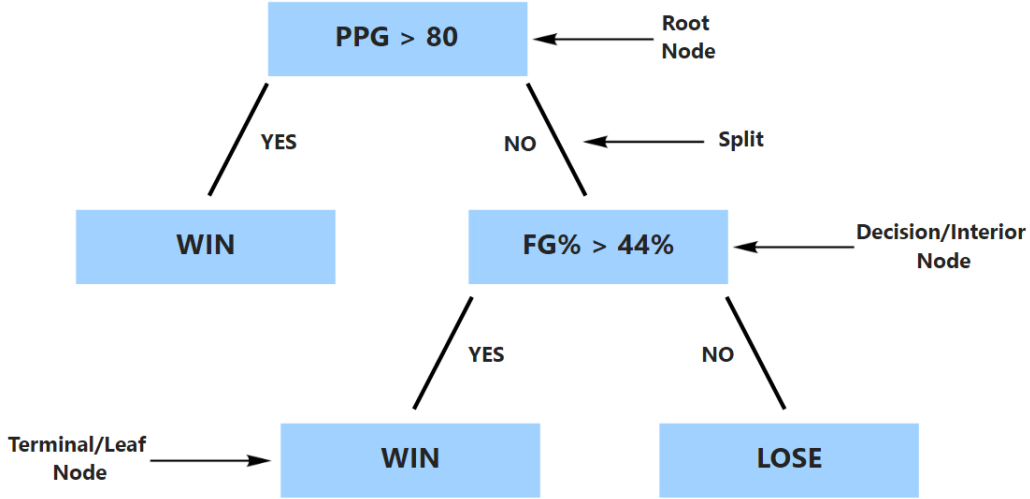 PPG > 80
Root
Node
YES
NO
Split
WIN
FG% > 44%
Decision/Interior
Node
YES
NO
Terminal/Leaf
Node
WIN
LOSE